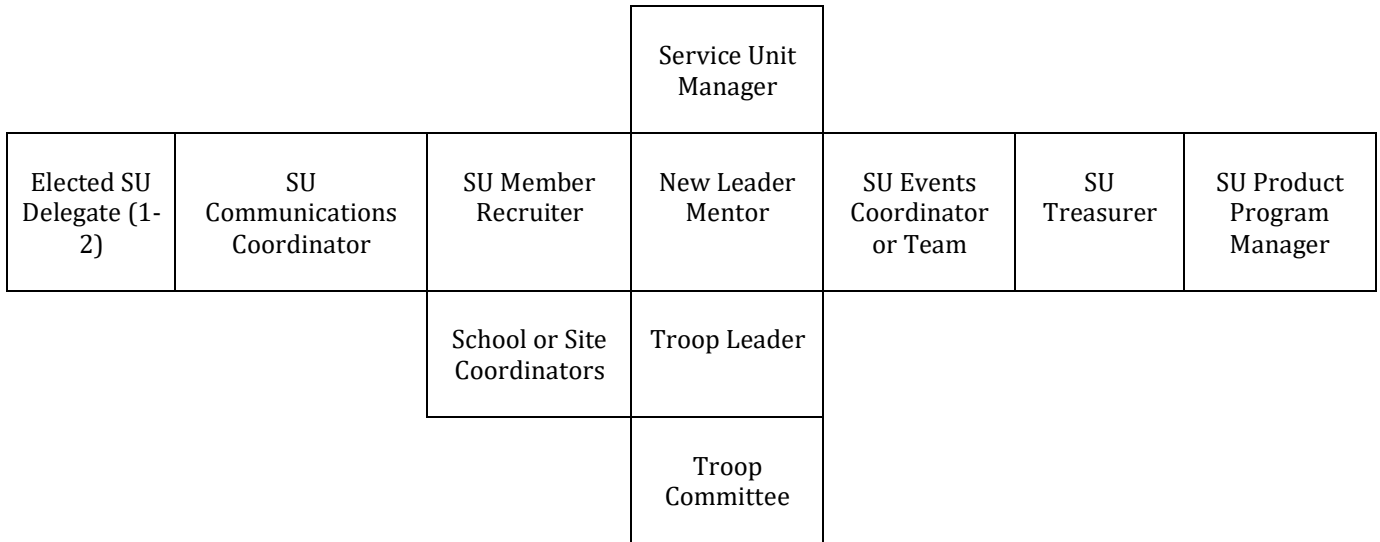 Service Unit
Manager
Elected SU
Delegate (1-
2)
SU
Communications
Coordinator
SU Member
Recruiter
New Leader
Mentor
SU Events
Coordinator
or Team
SU
Treasurer
SU Product
Program
Manager
School or Site
Coordinators
Troop Leader
Troop
Committee